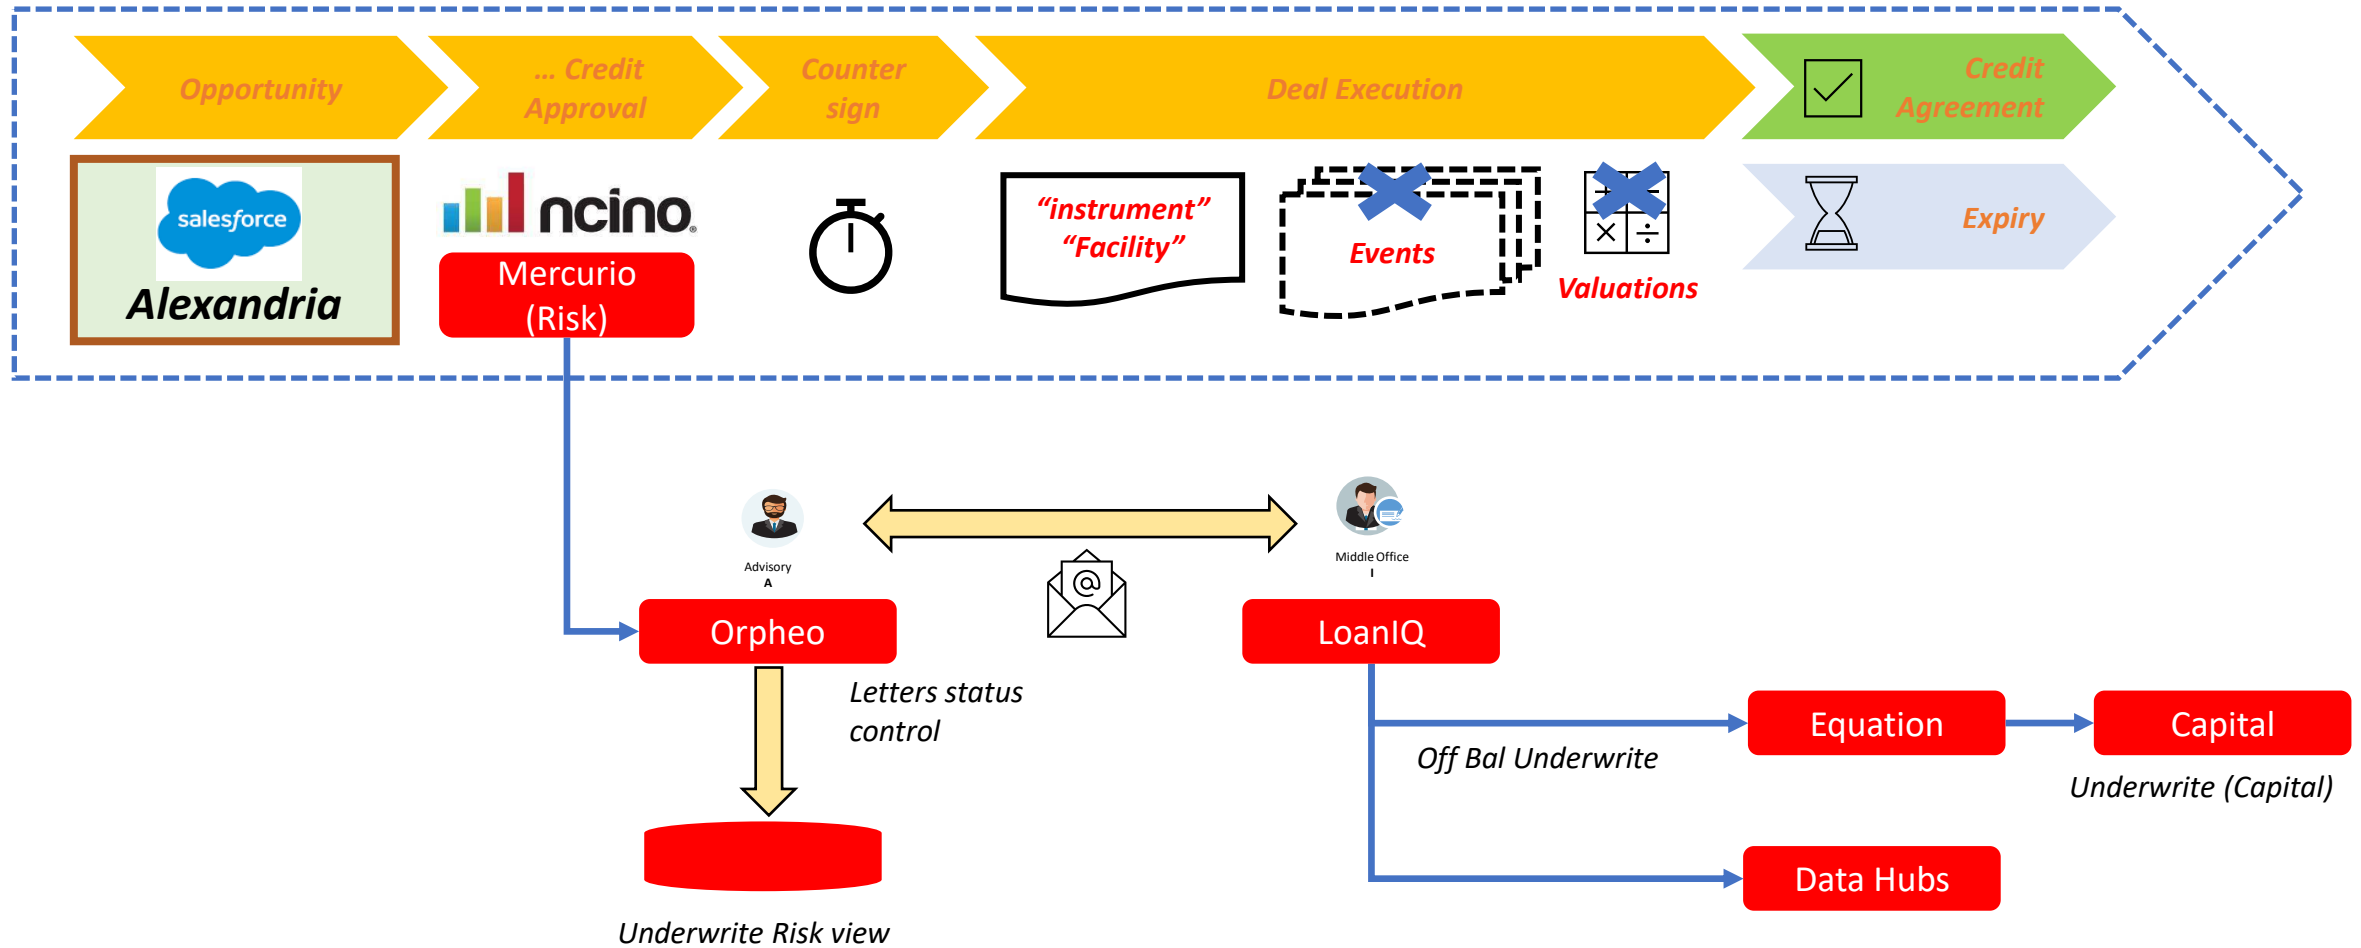 Opportunity
… Credit
Approval
Counter
sign
Deal Execution
Credit
Agreement
salesforce
Alexandria
ncino®
Mercurio
(Risk)
“instrument”
“Facility”
Events
Valuations
Expiry
Advisory
A
@
Middle Office
I
Orpheo
LoanIQ
Letters status
control
Off Bal Underwrite
Equation
Capital
Underwrite (Capital)
Data Hubs
Underwrite Risk view